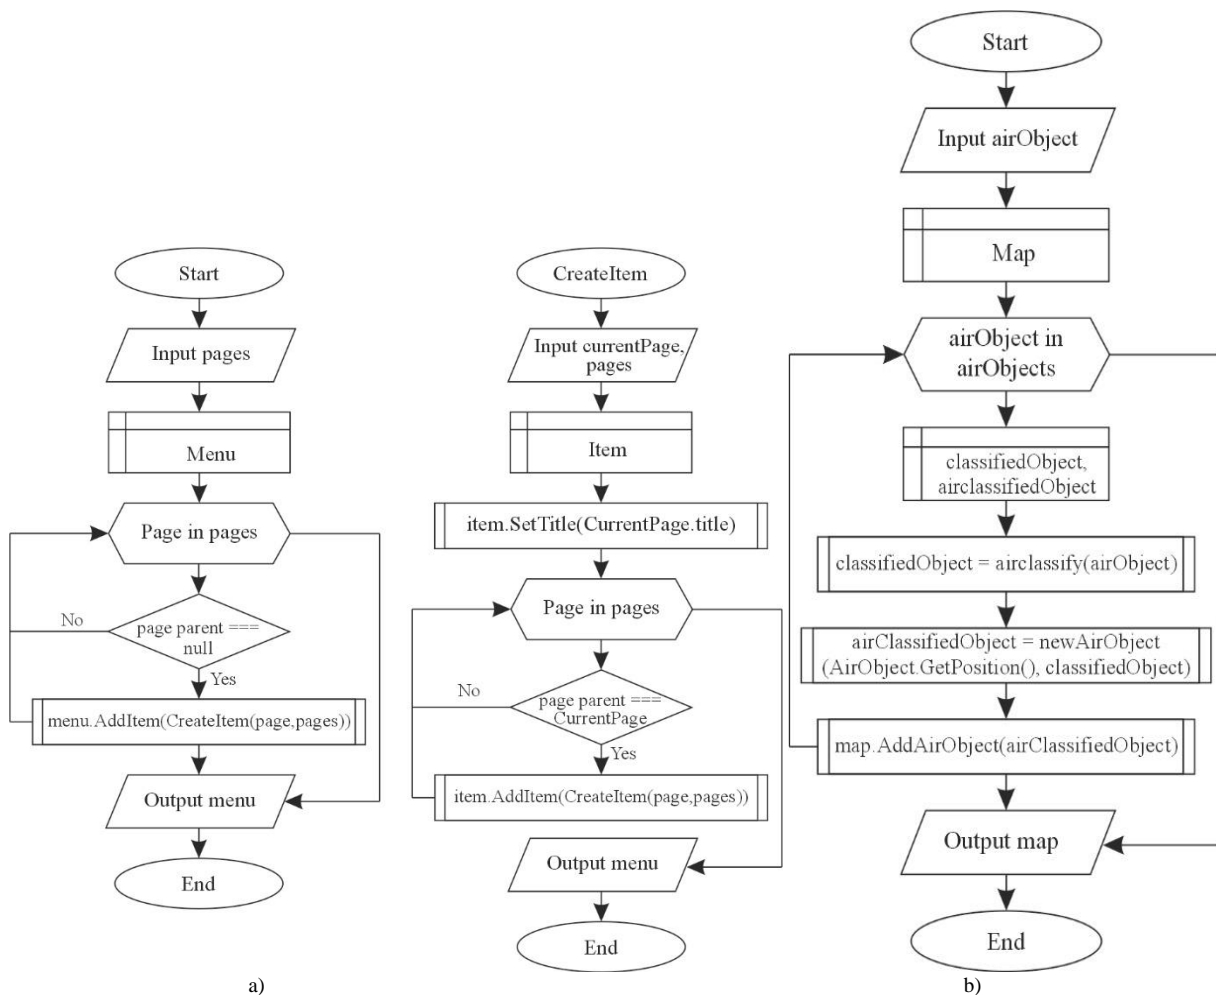 Start
Input pages
Menu
Page in pages
No
page parent ===
null
Yes
menu.AddItem(CreateItem(page,pages))
Output menu
End
CreateItem
Input currentPage,
pages
Item
item.SetTitle(CurrentPage.title)
Page in pages
No
page parent ===
CurrentPage
Yes
item.AddItem(CreateItem(page,pages))
Output menu
End
a)
Start
Input airObject
Map
airObject in
airObjects
classifiedObject,
airclassifiedObject
classifiedObject = airclassify(airObject)
airClassifiedObject = newAirObject
(AirObject.GetPosition(), classifiedObject)
map.AddAirObject(airClassifiedObject)
Output map
End
b)